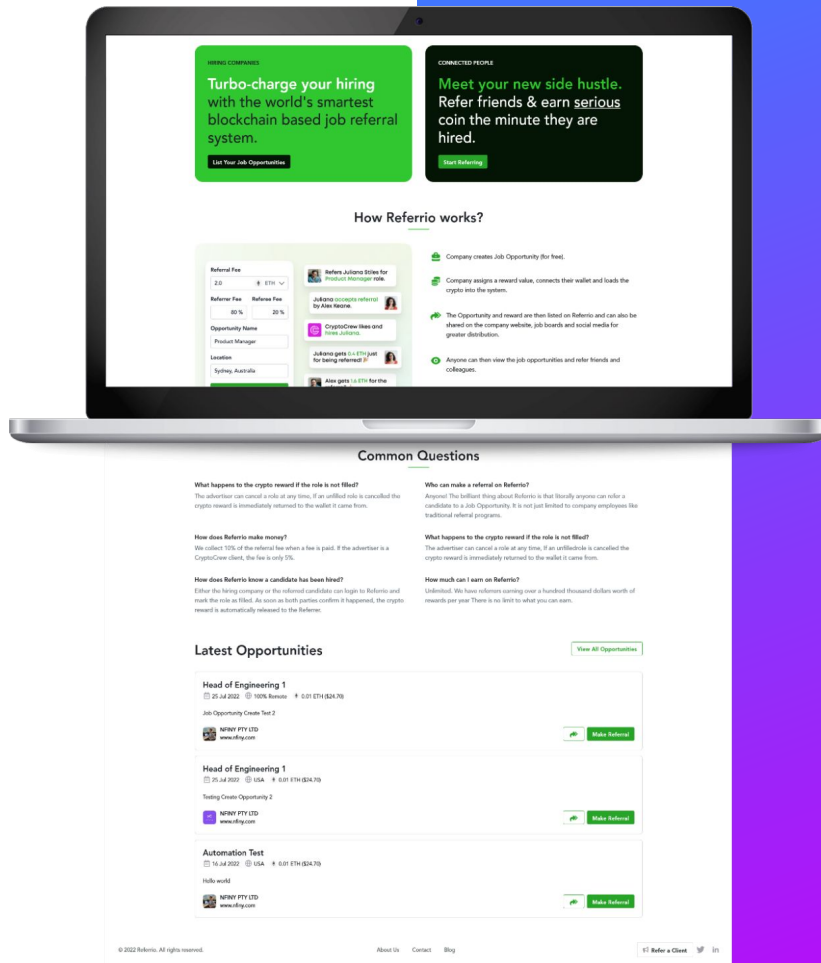 HIRING COMPANIES
Turbo-charge your hiring
with the world's smartest
blockchain based job referral
system.
List Your Job Opportunities
CONNECTED PEOPLE
Meet your new side hustle.
Refer friends & earn serious
coin the minute they are
hired.
Start Referring
How Referrio works?
Referral Fee
2.0 ETH
Referrer Fee Referee Fee
80 % 20 %
Opportunity Name
Product Manager
Location
Sydney, Australia
Refers Juliana Stiles for
Product Manager role.
Juliana accepts referral
by Alex Keane.
CryptoCrew likes and
hires Juliana.
Juliana gets 0.4 ETH just
for being referred!
Alex gets 1.6 ETH for the
Company creates Job Opportunity (for free).
Company assigns a reward value, connects their wallet and loads the
crypto into the system.
The Opportunity and reward are then listed on Referrio and can also be
shared on the company website, job boards and social media for
greater distribution.
Anyone can then view the job opportunities and refer friends and
colleagues.
Common Questions
What happens to the crypto reward if the role is not filled?
The advertiser can cancel a role at any time, If an unfilled role is cancelled the
crypto reward is immediately returned to the wallet it came from.
Who can make a referral on Referrio?
Anyone! The brilliant thing about Referrio is that literally anyone can refer a
candidate to a Job Opportunity. It is not just limited to company employees like
traditional referral programs.
How does Referrio make money?
We collect 10% of the referral fee when a fee is paid. If the advertiser is a
CryptoCrew client, the fee is only 5%.
What happens to the crypto reward if the role is not filled?
The advertiser can cancel a role at any time, If an unfilledrole is cancelled the
crypto reward is immediately returned to the wallet it came from.
How does Referrio know a candidate has been hired?
Either the hiring company or the referred candidate can login to Referrio and
mark the role as filled. As soon as both parties confirm it happened, the crypto
reward is automatically released to the Referrer.
How much can I earn on Referrio?
Unlimited. We have referrers earning over a hundred thousand dollars worth of
rewards per year There is no limit to what you can earn.
Latest Opportunities
View All Opportunities
Head of Engineering 1
25 Jul 2022 100% Remote 0.01 ETH ($24.70)
Job Opportunity Create Test 2
NFINY PTY LTD
www.nfiny.com
Make Referral
Head of Engineering 1
25 Jul 2022 USA 0.01 ETH ($24.70)
Testing Create Opportunity 2
NFINY PTY LTD
www.nfiny.com
Make Referral
Automation Test
16 Jul 2022 USA 0.01 ETH ($24.70)
Hello world
NFINY PTY LTD
www.nfiny.com
Make Referral
© 2022 Referrio. All rights reserved.
About Us Contact Blog
Refer a Client